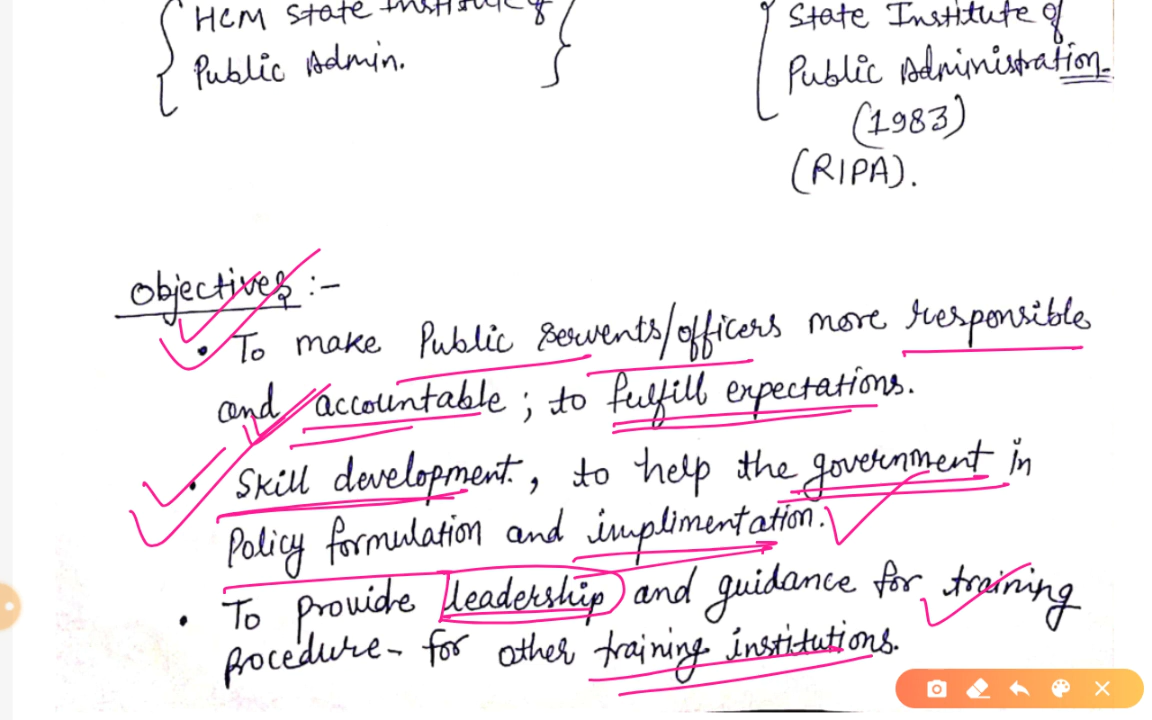 HCM State Institute of
Public Admin.
State Institute of
Public Administration
(1983)
(RIPA).
Objectives :-
• To make Public Servents/officers more responsible
and accountable ; to fulfill expectations.
• Skill development, to help the government in
Policy formulation and implimentation.
• To Provide leadership and guidance for training
procedure - for other training institutions.